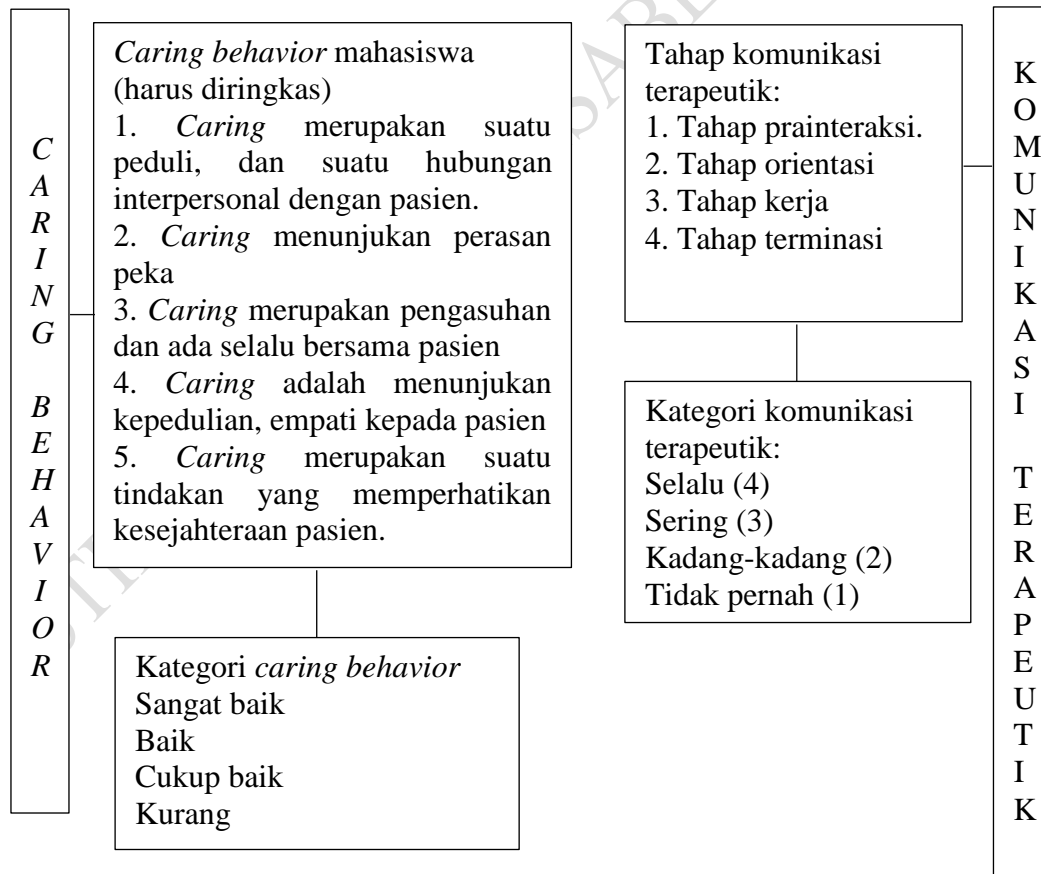 CARING BEHAVIOR
Caring behavior mahasiswa
(harus diringkas)
1. Caring merupakan suatu
peduli, dan suatu hubungan
interpersonal dengan pasien.
2. Caring menunjukan perasan
peka
3. Caring merupakan pengasuhan
dan ada selalu bersama pasien
4. Caring adalah menunjukan
kepedulian, empati kepada pasien
5. Caring merupakan suatu
tindakan yang memperhatikan
kesejahteraan pasien.
Kategori caring behavior
Sangat baik
Baik
Cukup baik
Kurang
Tahap komunikasi
terapeutik:
1. Tahap prainteraksi.
2. Tahap orientasi
3. Tahap kerja
4. Tahap terminasi
Kategori komunikasi
terapeutik:
Selalu (4)
Sering (3)
Kadang-kadang (2)
Tidak pernah (1)
KOMUNIKASI TERAPEUTIK